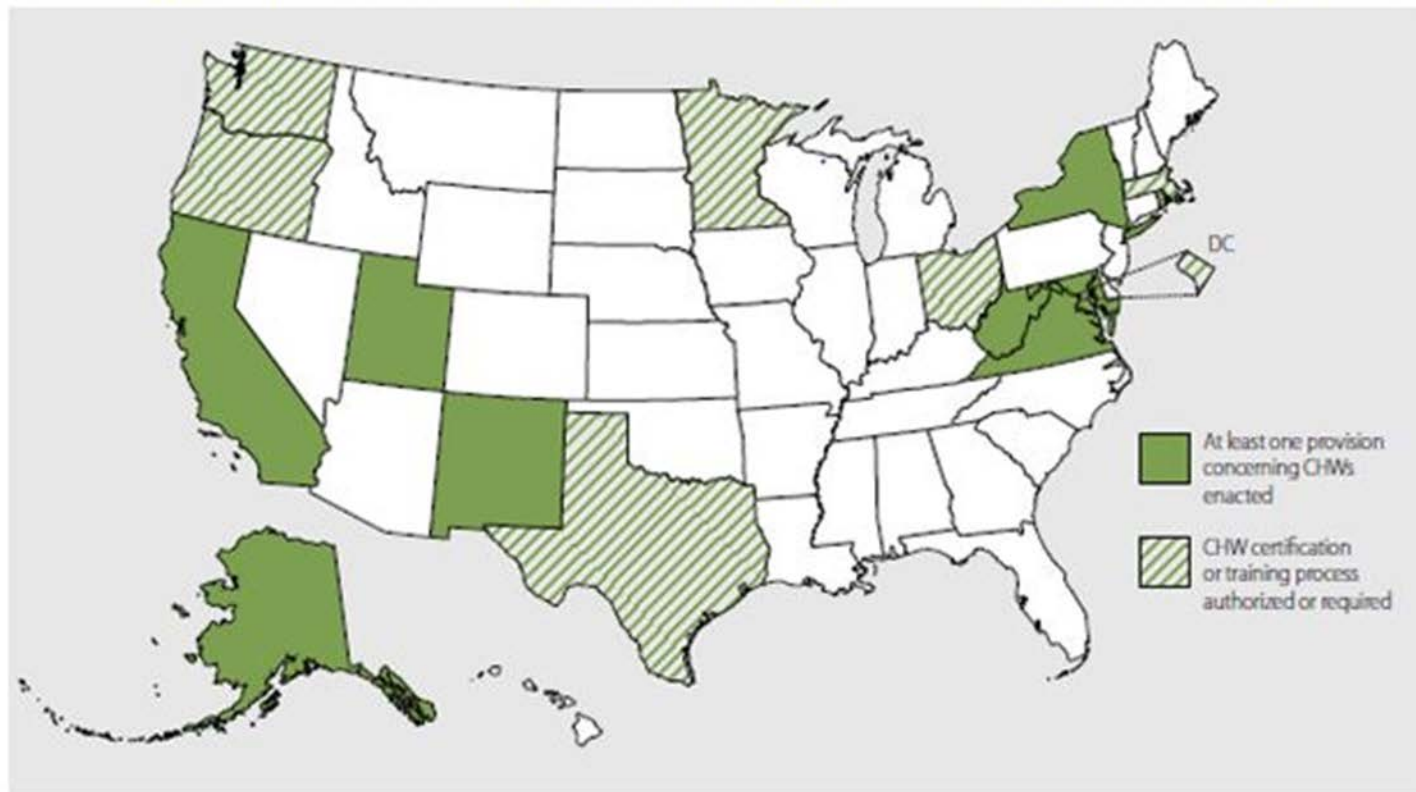 DC
At least one provision
concerning CHWs
enacted
CHW certification
or training process
authorized or required